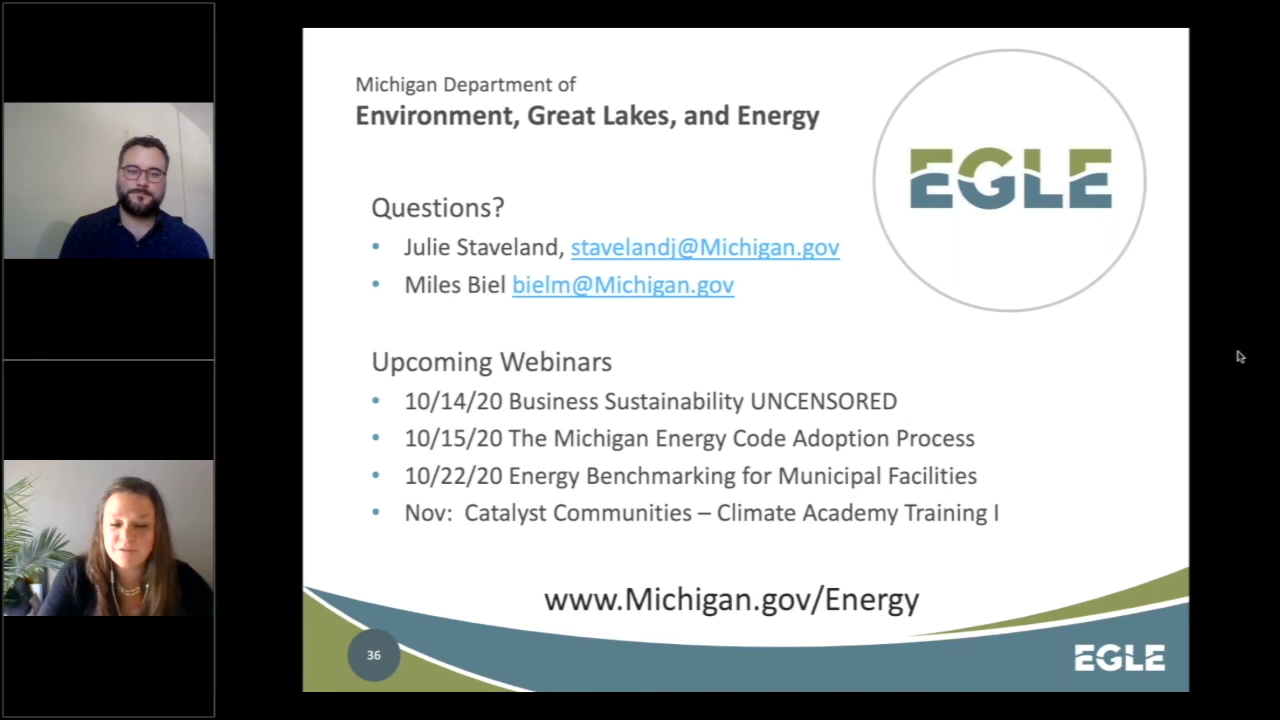 Michigan Department of
Environment, Great Lakes, and Energy
EGLE
Questions?
• Julie Staveland, stavelandj@Michigan.gov
• Miles Biel bielm@Michigan.gov
Upcoming Webinars
• 10/14/20 Business Sustainability UNCENSORED
• 10/15/20 The Michigan Energy Code Adoption Process
• 10/22/20 Energy Benchmarking for Municipal Facilities
• Nov:  Catalyst Communities – Climate Academy Training I
www.Michigan.gov/Energy
36
EGLE